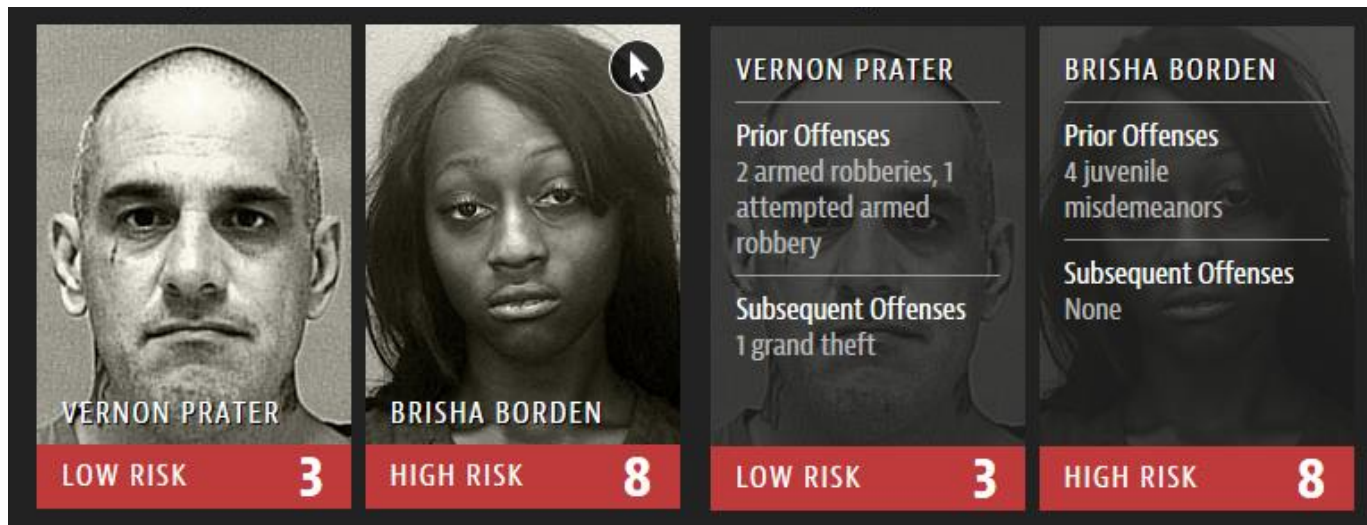 VERNON PRATER
LOW RISK 3
BRISHA BORDEN
HIGH RISK 8
VERNON PRATER
Prior Offenses
2 armed robberies, 1
attempted armed
robbery
Subsequent Offenses
1 grand theft
LOW RISK 3
BRISHA BORDEN
Prior Offenses
4 juvenile
misdemeanors
Subsequent Offenses
None
HIGH RISK 8